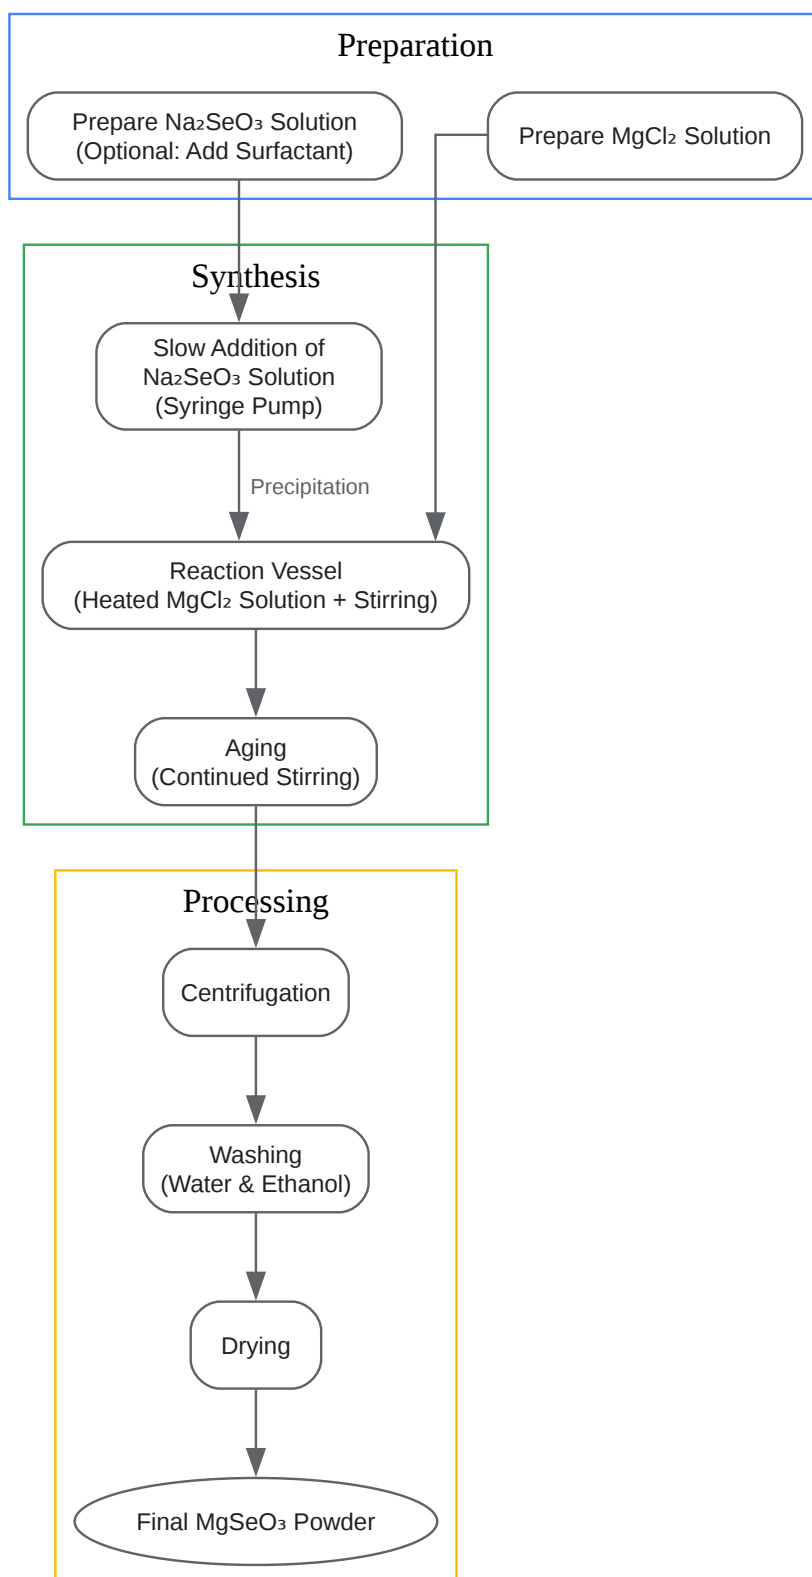 Preparation
Prepare Na₂SeO₃ Solution
(Optional: Add Surfactant)
Prepare MgCl₂ Solution
Synthesis
Slow Addition of
Na₂SeO₃ Solution
(Syringe Pump)
Precipitation
Reaction Vessel
(Heated MgCl₂ Solution + Stirring)
Aging
(Continued Stirring)
Processing
Centrifugation
Washing
(Water & Ethanol)
Drying
Final MgSeO₃ Powder